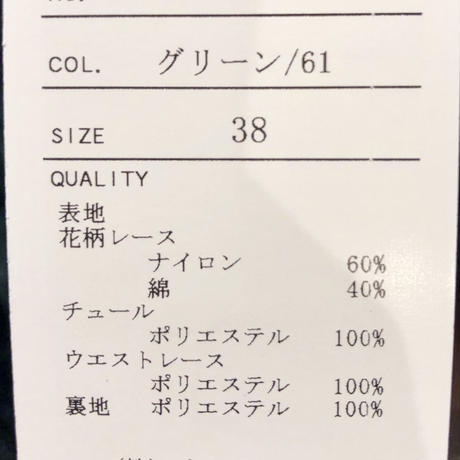 COL. グリーン/61
SIZE 38
QUALITY
表地
花柄レース
ナイロン 60%
綿 40%
チュール
ポリエステル 100%
ウエストレース
ポリエステル 100%
裏地 ポリエステル 100%